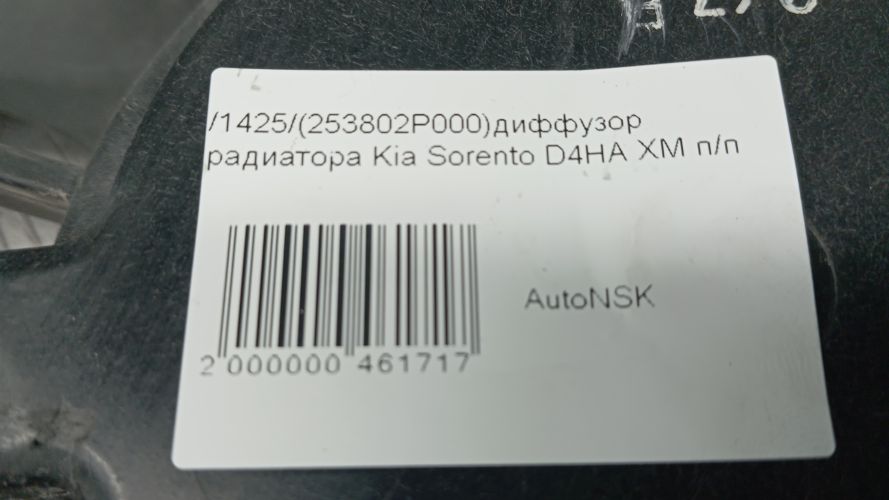 /1425/(253802P000)диффузор
радиатора Kia Sorento D4HA XM п/п
AutoNSK
2 000000 461717